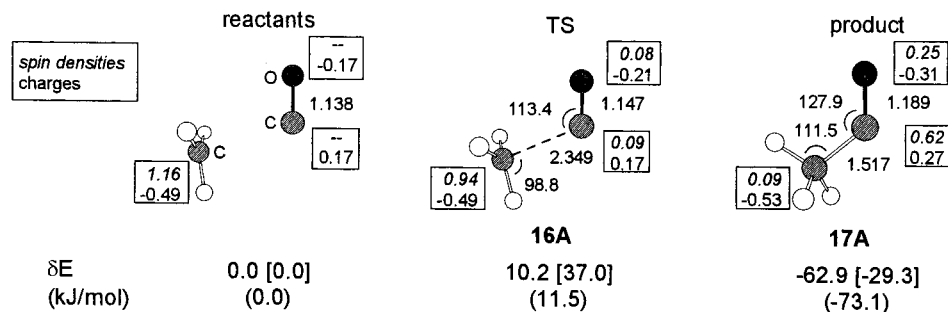 reactants
TS
product
spin densities
charges
--
-0.17
O
1.138
C
--
0.17
C
1.16
-0.49
0.08
-0.21
113.4
1.147
0.09
0.17
2.349
0.94
-0.49
98.8
16A
0.25
-0.31
127.9
1.189
111.5
0.62
0.27
1.517
0.09
-0.53
17A
δE
(kJ/mol)
0.0 [0.0]
(0.0)
10.2 [37.0]
(11.5)
-62.9 [-29.3]
(-73.1)